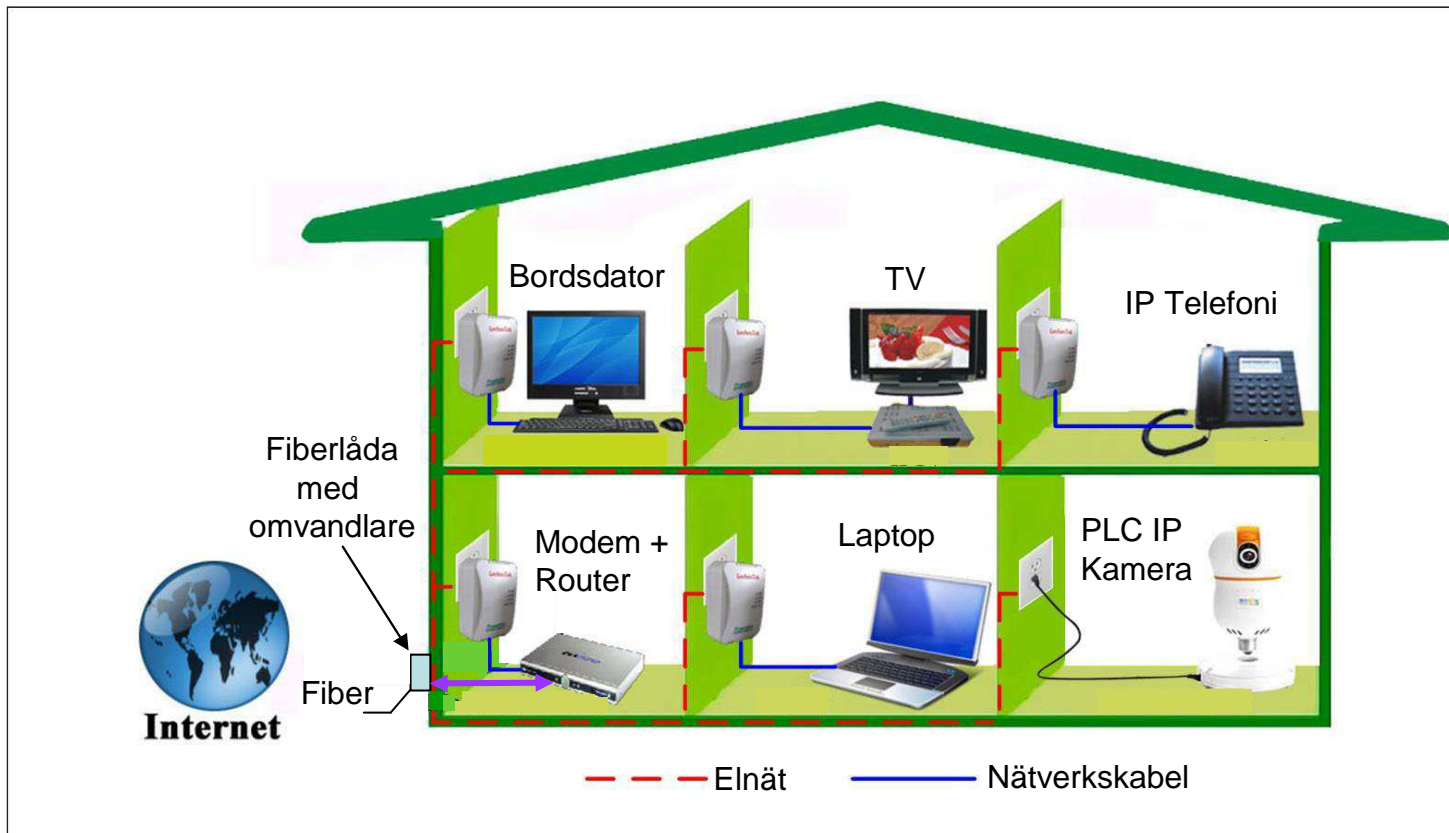 Bordsdator
TV
IP Telefoni
Fiberlåda
med
omvandlare
Modem +
Router
Laptop
PLC IP
Kamera
Fiber
Internet
Elnät
Nätverkskabel